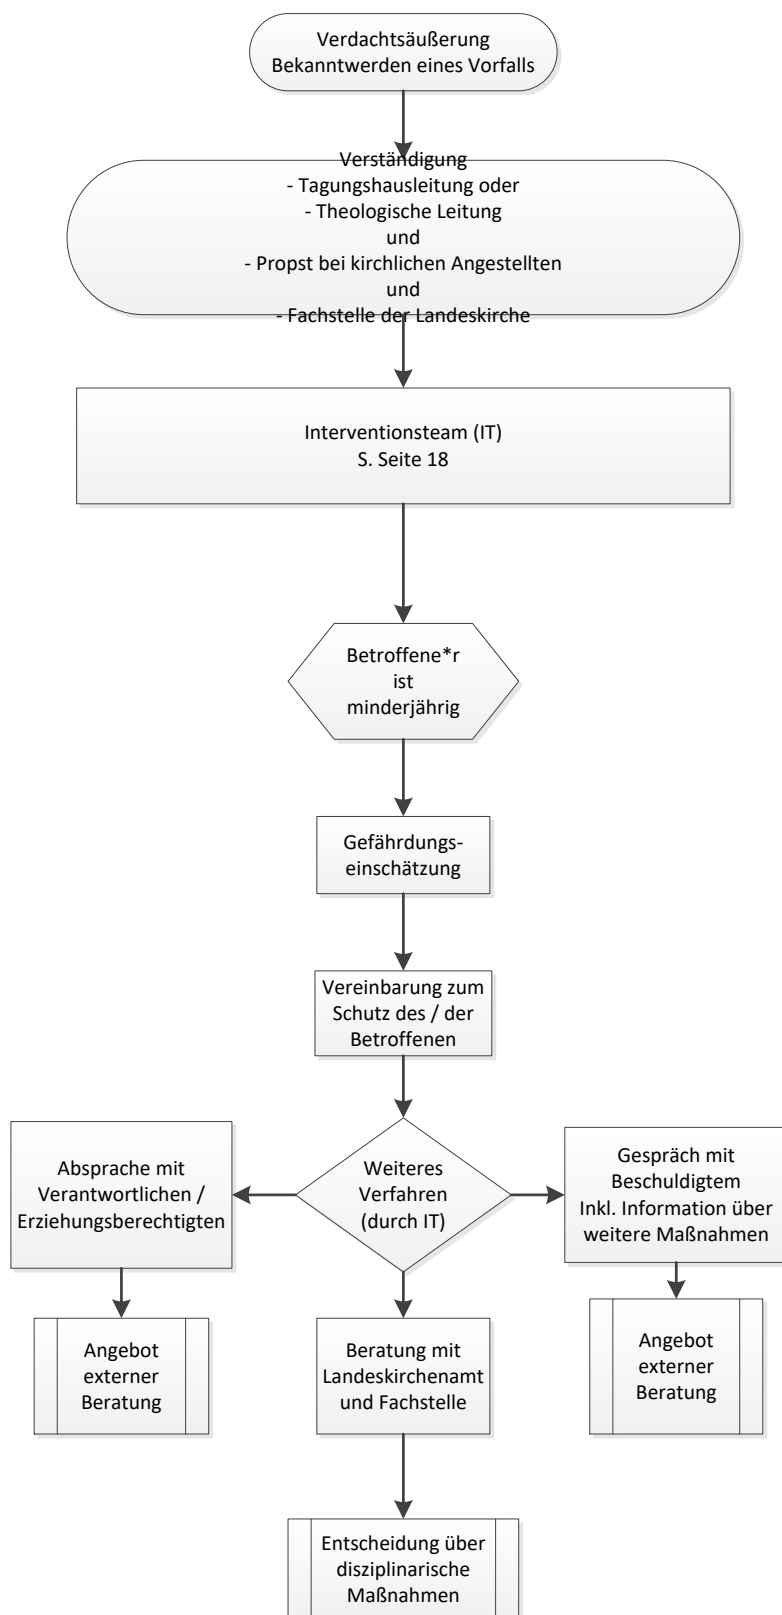 Verdachtsäußerung
Bekanntwerden eines Vorfalls
Verständigung
- Tagungshausleitung oder
- Theologische Leitung
und
- Propst bei kirchlichen Angestellten
und
- Fachstelle der Landeskirche
Interventionsteam (IT)
S. Seite 18
Betroffene*r
ist
minderjährig
Gefährdungs-
einschätzung
Vereinbarung zum
Schutz des / der
Betroffenen
Absprache mit
Verantwortlichen /
Erziehungsberechtigten
Weiteres
Verfahren
(durch IT)
Gespräch mit
Beschuldigtem
Inkl. Information über
weitere Maßnahmen
Angebot
externer
Beratung
Beratung mit
Landeskirchenamt
und Fachstelle
Angebot
externer
Beratung
Entscheidung über
disziplinarische
Maßnahmen